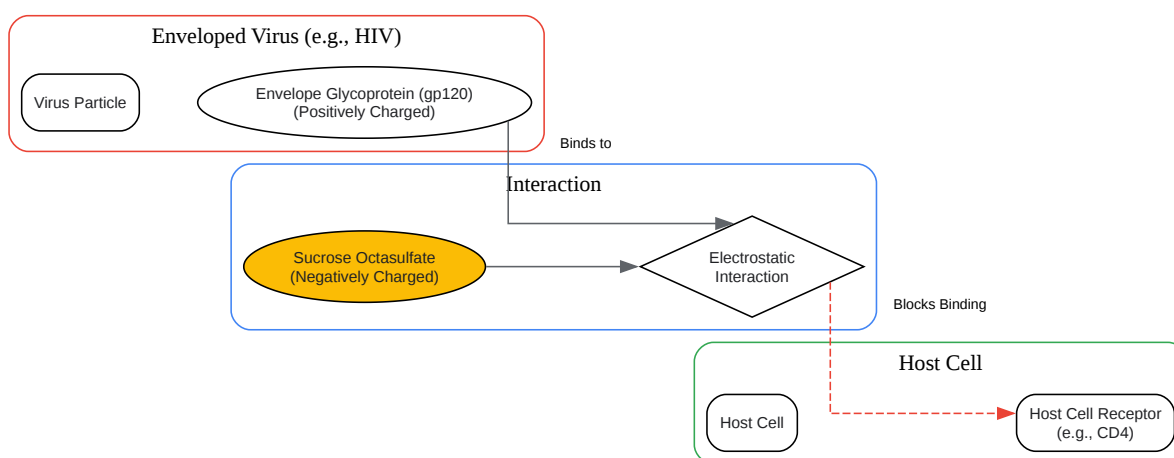 Enveloped Virus (e.g., HIV)
Virus Particle
Envelope Glycoprotein (gp120)
(Positively Charged)
Binds to
Interaction
Sucrose Octasulfate
(Negatively Charged)
Electrostatic
Interaction
Blocks Binding
Host Cell
Host Cell
Host Cell Receptor
(e.g., CD4)